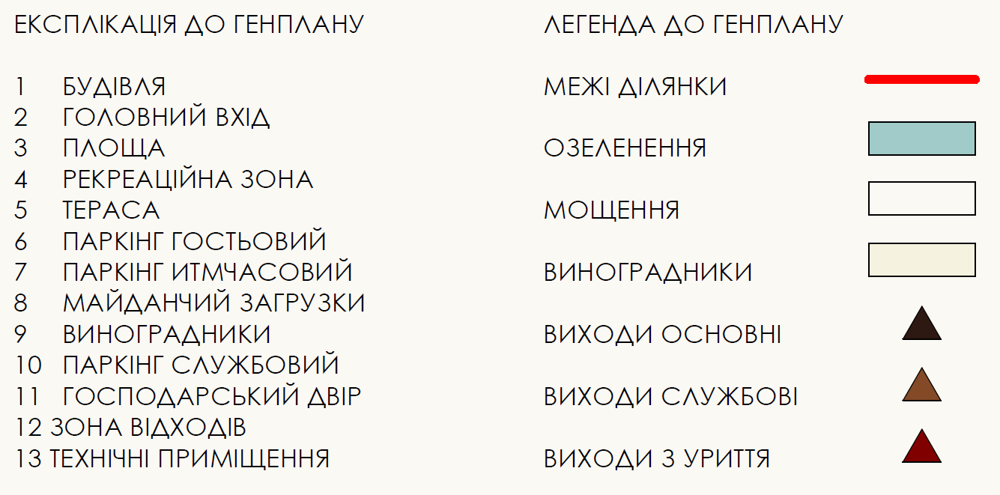 ЕКСПЛІКАЦІЯ ДО ГЕНПЛАНУ
1 БУДІВЛЯ
2 ГОЛОВНИЙ ВХІД
3 ПЛОЩА
4 РЕКРЕАЦІЙНА ЗОНА
5 ТЕРАСА
6 ПАРКІНГ ГОСТЬОВИЙ
7 ПАРКІНГ ИТМЧАСОВИЙ
8 МАЙДАНЧИЙ ЗАГРУЗКИ
9 ВИНОГРАДНИКИ
10 ПАРКІНГ СЛУЖБОВИЙ
11 ГОСПОДАРСЬКИЙ ДВІР
12 ЗОНА ВІДХОДІВ
13 ТЕХНІЧНІ ПРИМІЩЕННЯ
ЛЕГЕНДА ДО ГЕНПЛАНУ
МЕЖІ ДІЛЯНКИ
ОЗЕЛЕНЕННЯ
МОЩЕННЯ
ВИНОГРАДНИКИ
ВИХОДИ ОСНОВНІ
ВИХОДИ СЛУЖБОВІ
ВИХОДИ З УРИТТЯ